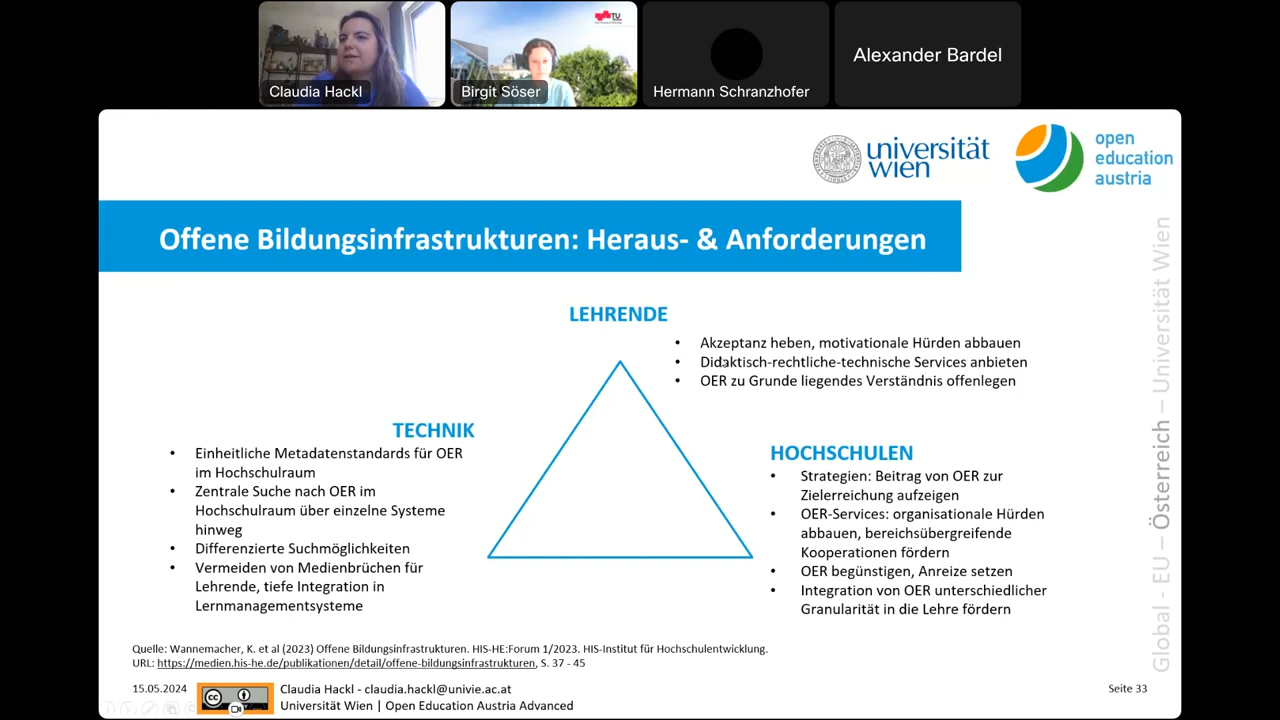 Claudia Hackl
Birgit Söser
Hermann Schranzhofer
Alexander Bardel
TU
universität
wien
open
education
austria
Offene Bildungsinfrastrukturen: Heraus- & Anforderungen
LEHRENDE
• Akzeptanz heben, motivationale Hürden abbauen
• Didaktisch-rechtliche-technische Services anbieten
• OER zu Grunde liegendes Verständnis offenlegen
TECHNIK
• Einheitliche Metadatenstandards für OER
im Hochschulraum
• Zentrale Suche nach OER im
Hochschulraum über einzelne Systeme
hinweg
• Differenzierte Suchmöglichkeiten
• Vermeiden von Medienbrüchen für
Lehrende, tiefe Integration in
Lernmanagementsysteme
HOCHSCHULEN
• Strategien: Beitrag von OER zur
Zielerreichung aufzeigen
• OER-Services: organisationale Hürden
abbauen, bereichsübergreifende
Kooperationen fördern
• OER begünstigen, Anreize setzen
• Integration von OER unterschiedlicher
Granularität in die Lehre fördern
Global - EU – Österreich – Universität Wien
Quelle: Wannemacher, K. et al (2023) Offene Bildungsinfrastrukturen. HIS-HE:Forum 1/2023. HIS-Institut für Hochschulentwicklung.
URL: https://medien.his-he.de/publikationen/detail/offene-bildungsinfrastrukturen, S. 37 - 45
15.05.2024
cc
Claudia Hackl - claudia.hackl@univie.ac.at
Universität Wien | Open Education Austria Advanced
Seite 33